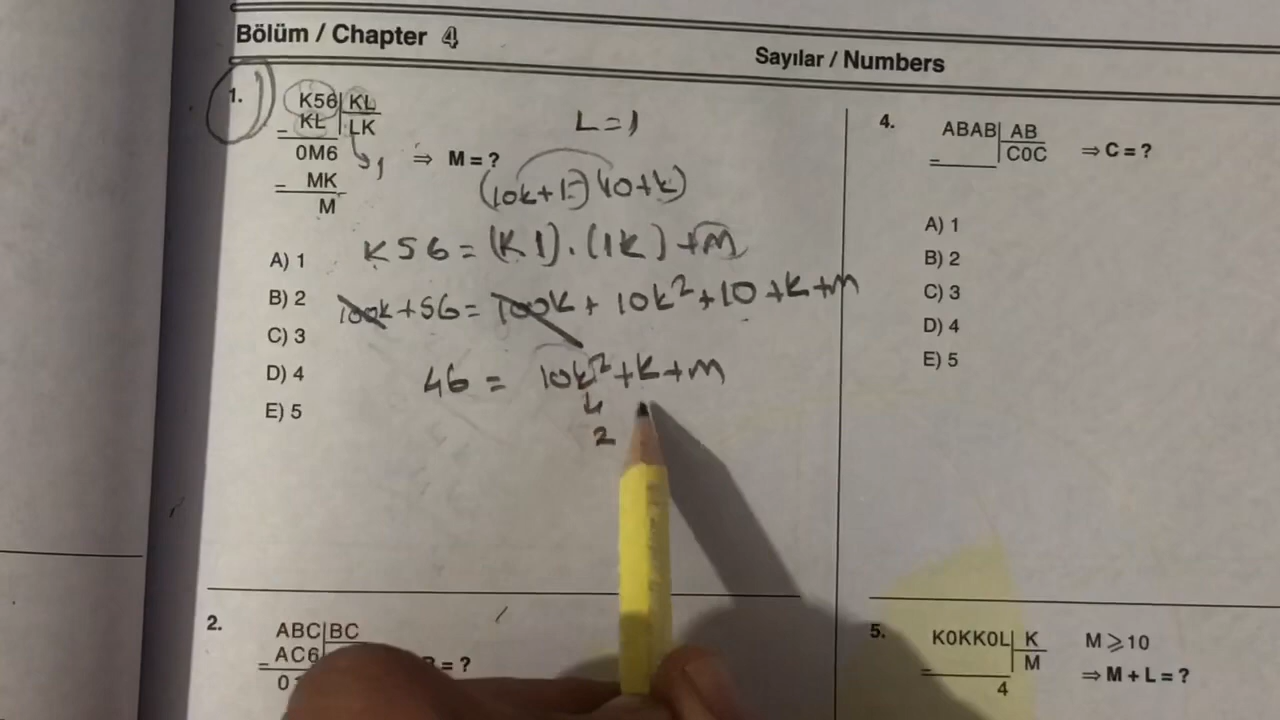 Bölüm / Chapter 4
Sayılar / Numbers
1.
K56 KL
- KL LK
0M6 1
- MK
M
⇒ M = ?
L = 1
(10k+1) (10+k)
K56 = (K1).(1K) + m
100k + 56 = 100k + 10k² + 10 + k + m
46 = 10k² + k + m
2
A) 1
B) 2
C) 3
D) 4
E) 5
2.
ABC BC
- AC6
= ?
4.
ABAB AB
- C0C
⇒ C = ?
A) 1
B) 2
C) 3
D) 4
E) 5
5.
K0KK0L K
- M
4
M ⩾ 10
⇒ M + L = ?